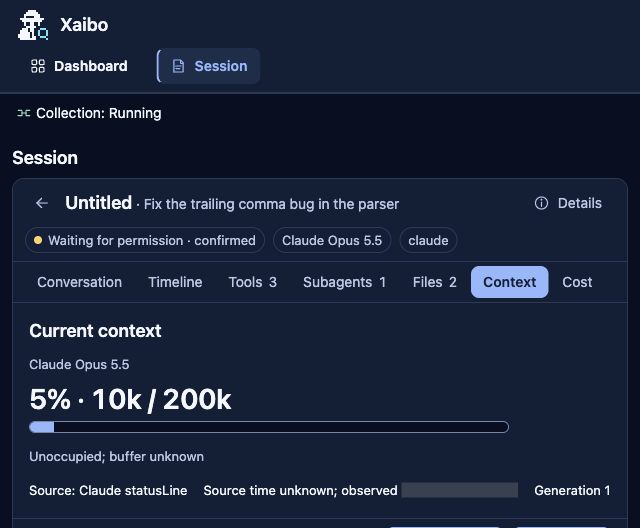 Xaibo
Dashboard Session
Collection: Running
Session
Untitled · Fix the trailing comma bug in the parser Details
Waiting for permission · confirmed Claude Opus 5.5 claude
Conversation Timeline Tools 3 Subagents 1 Files 2 Context Cost
Current context
Claude Opus 5.5
5% · 10k / 200k
Unoccupied; buffer unknown
Source: Claude statusLine Source time unknown; observed Generation 1